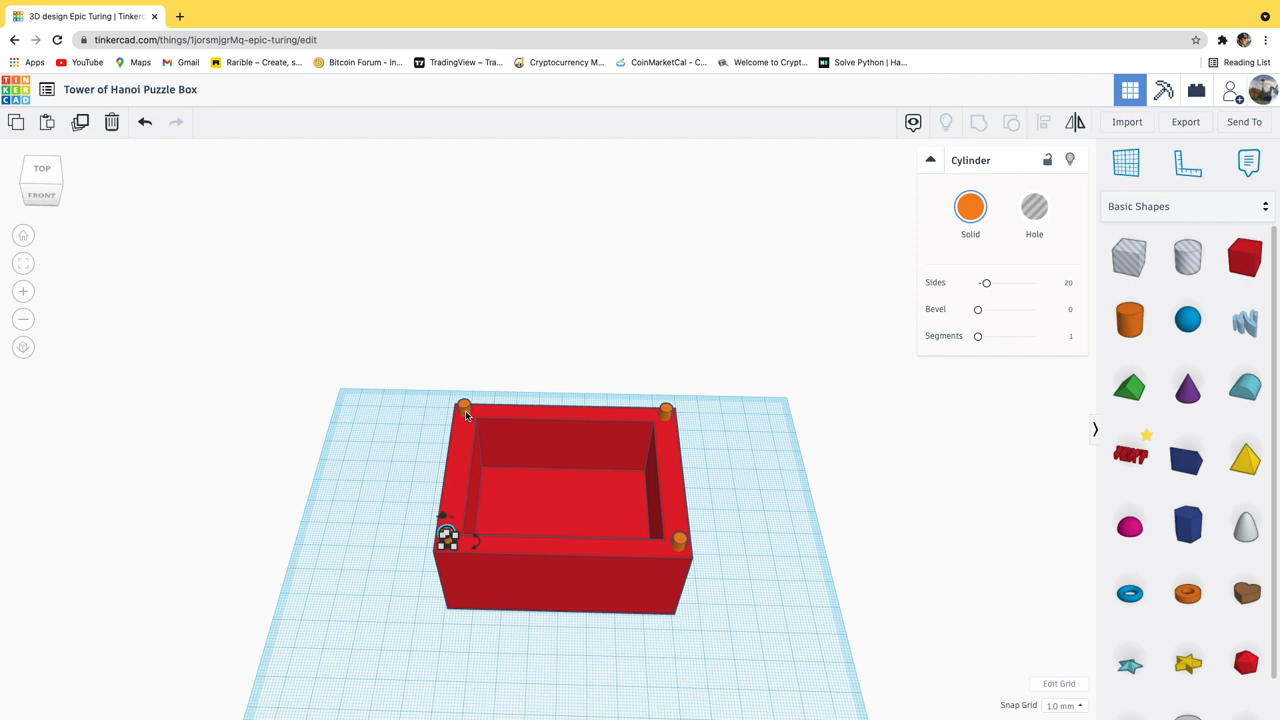 3D design Epic Turing | Tinkerc
tinkercad.com/things/1jorsmjgrMq-epic-turing/edit
Apps YouTube Maps Gmail Rarible – Create, s... Bitcoin Forum - In... TradingView – Tra... Cryptocurrency M... CoinMarketCal - C... Welcome to Crypt... Solve Python | Ha... Reading List
TIN
KER
CAD
Tower of Hanoi Puzzle Box
Import Export Send To
TOP
FRONT
Cylinder
Solid Hole
Sides 20
Bevel 0
Segments 1
Basic Shapes
Edit Grid
Snap Grid 1.0 mm